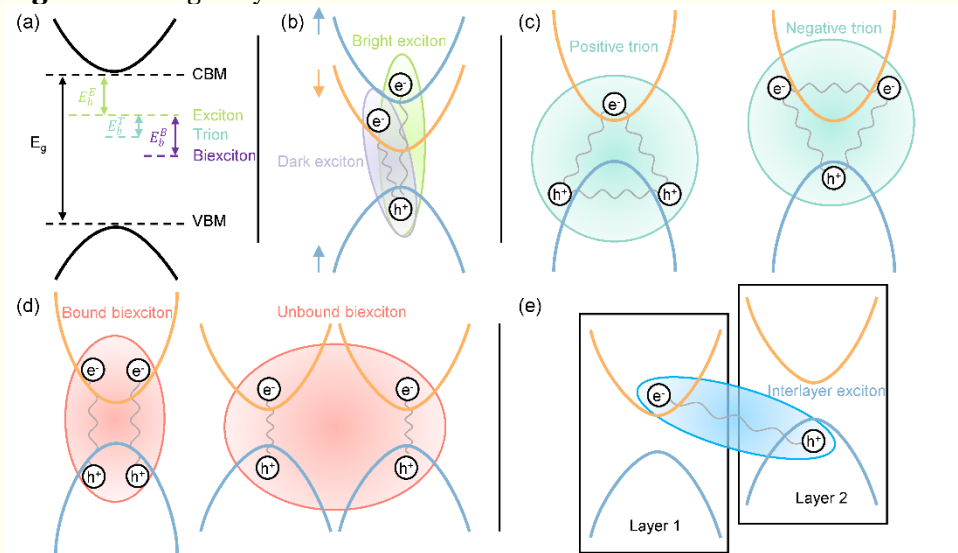 (a)
CBM
E_b^E
Exciton
E_b^T
Trion
E_b^B
Biexciton
E_g
VBM
(b)
Bright exciton
e⁻
e⁻
Dark exciton
h⁺
(c)
Positive trion
e⁻
h⁺
h⁺
Negative trion
e⁻
e⁻
h⁺
(d)
Bound biexciton
e⁻
e⁻
h⁺
h⁺
Unbound biexciton
e⁻
e⁻
h⁺
h⁺
(e)
e⁻
Interlayer exciton
h⁺
Layer 1
Layer 2